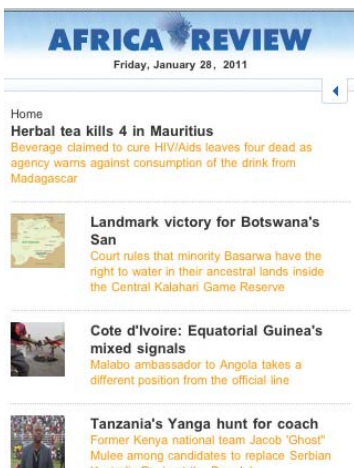 AFRICA REVIEW
Friday, January 28, 2011
Home
Herbal tea kills 4 in Mauritius
Beverage claimed to cure HIV/Aids leaves four dead as
agency warns against consumption of the drink from
Madagascar
Landmark victory for Botswana's
San
Court rules that minority Basarwa have the
right to water in their ancestral lands inside
the Central Kalahari Game Reserve
Cote d'Ivoire: Equatorial Guinea's
mixed signals
Malabo ambassador to Angola takes a
different position from the official line
Tanzania's Yanga hunt for coach
Former Kenya national team Jacob 'Ghost"
Mulee among candidates to replace Serbian